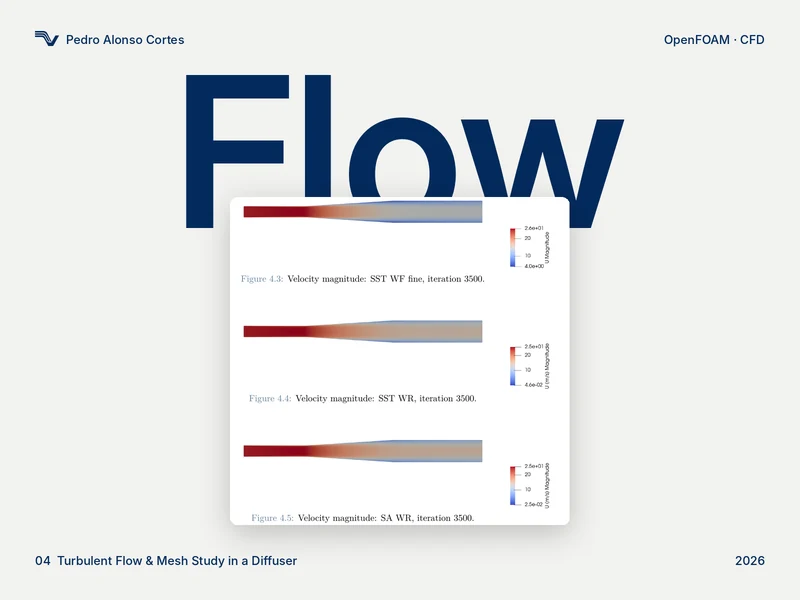 Pedro Alonso Cortes
OpenFOAM · CFD
Flow
2.6e+01
20
10
4.0e+00
U Magnitude
Figure 4.3: Velocity magnitude: SST WF fine, iteration 3500.
2.5e+01
20
10
4.6e-02
U (m/s) Magnitude
Figure 4.4: Velocity magnitude: SST WR, iteration 3500.
2.5e+01
20
10
2.5e-02
U (m/s) Magnitude
Figure 4.5: Velocity magnitude: SA WR, iteration 3500.
04 Turbulent Flow & Mesh Study in a Diffuser
2026